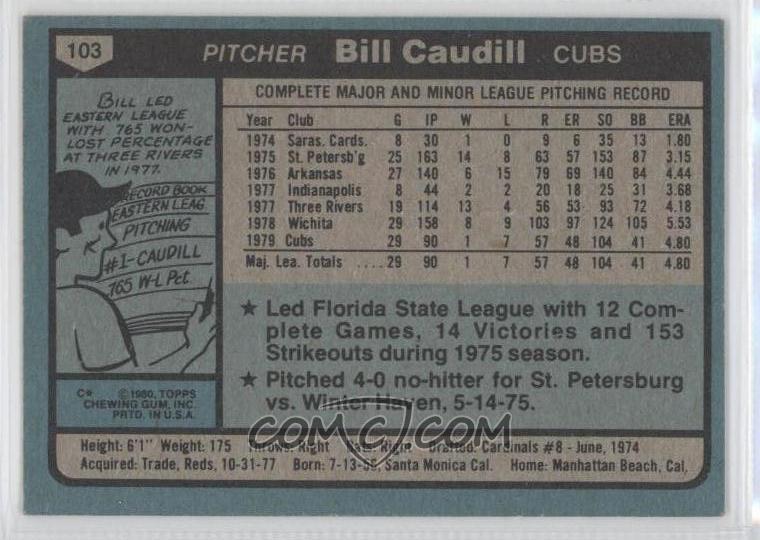 103 PITCHER Bill Caudill CUBS
BILL LED
EASTERN LEAGUE
WITH 765 WON-
LOST PERCENTAGE
AT THREE RIVERS
IN 1977.
RECORD BOOK
EASTERN LEAG.
PITCHING
#1-CAUDILL
765 W-L Pct
C* ©1980, TOPPS
CHEWING GUM, INC.
PRTD. IN U.S.A.
COMPLETE MAJOR AND MINOR LEAGUE PITCHING RECORD
Year Club G IP W L R ER SO BB ERA
1974 Saras. Cards. 8 30 1 0 9 6 35 13 1.80
1975 St. Petersb'g 25 163 14 8 63 57 153 87 3.15
1976 Arkansas 27 140 6 15 79 69 140 84 4.44
1977 Indianapolis 8 44 2 2 20 18 25 31 3.68
1977 Three Rivers 19 114 13 4 56 53 93 72 4.18
1978 Wichita 29 158 8 9 103 97 124 105 5.53
1979 Cubs 29 90 1 7 57 48 104 41 4.80
Maj. Lea. Totals ....29 90 1 7 57 48 104 41 4.80
★ Led Florida State League with 12 Com-
plete Games, 14 Victories and 153
Strikeouts during 1975 season.
★ Pitched 4-0 no-hitter for St. Petersburg
vs. Winter Haven, 5-14-75.
COMC.COM
Height: 6'1" Weight: 175 Throws: Right Bats: Right Drafted: Cardinals #8 - June, 1974
Acquired: Trade, Reds, 10-31-77 Born: 7-13-56, Santa Monica Cal. Home: Manhattan Beach, Cal.